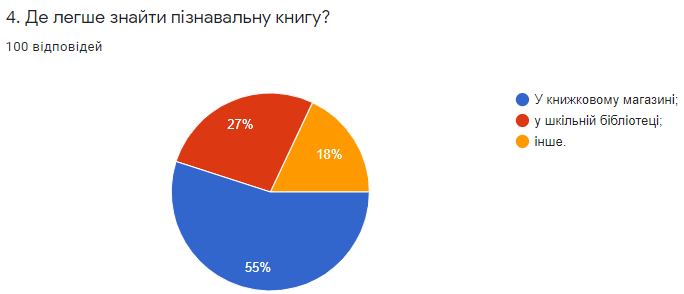 4. Де легше знайти пізнавальну книгу?
100 відповідей
У книжковому магазині;
у шкільній бібліотеці;
інше.
27%
18%
55%